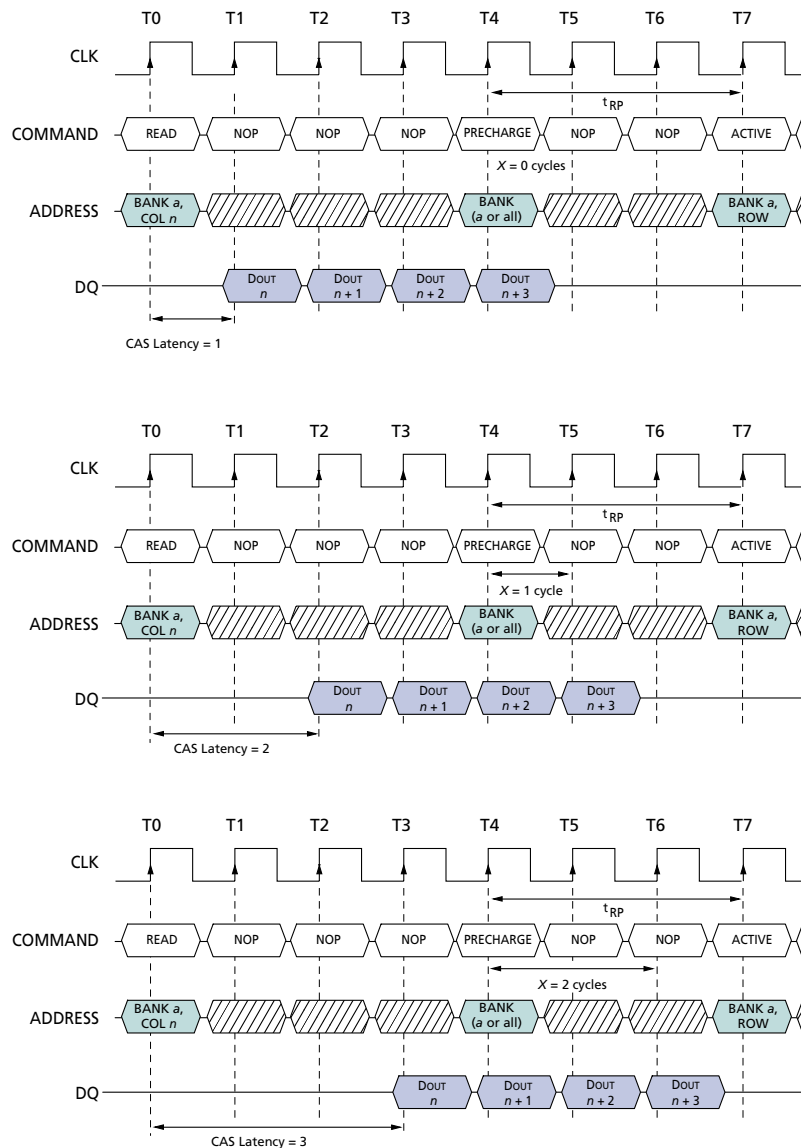 T0 T1 T2 T3 T4 T5 T6 T7
CLK
t RP
COMMAND READ NOP NOP NOP PRECHARGE NOP NOP ACTIVE
X = 0 cycles
ADDRESS BANK a, COL n BANK (a or all) BANK a, ROW
DQ DOUT n DOUT n + 1 DOUT n + 2 DOUT n + 3
CAS Latency = 1
T0 T1 T2 T3 T4 T5 T6 T7
CLK
t RP
COMMAND READ NOP NOP NOP PRECHARGE NOP NOP ACTIVE
X = 1 cycle
ADDRESS BANK a, COL n BANK (a or all) BANK a, ROW
DQ DOUT n DOUT n + 1 DOUT n + 2 DOUT n + 3
CAS Latency = 2
T0 T1 T2 T3 T4 T5 T6 T7
CLK
t RP
COMMAND READ NOP NOP NOP PRECHARGE NOP NOP ACTIVE
X = 2 cycles
ADDRESS BANK a, COL n BANK (a or all) BANK a, ROW
DQ DOUT n DOUT n + 1 DOUT n + 2 DOUT n + 3
CAS Latency = 3